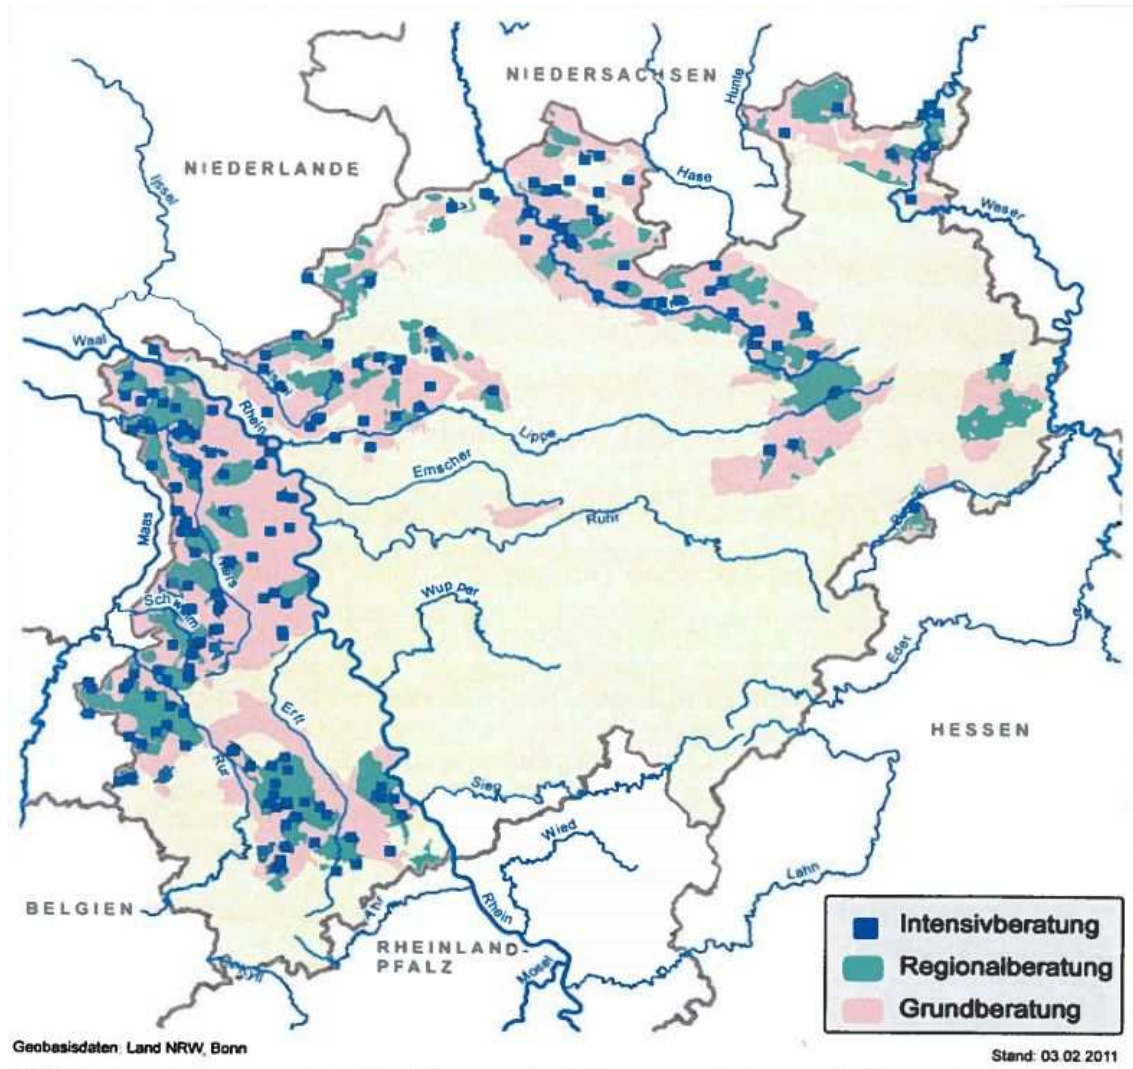 NIEDERSACHSEN
Hunte
NIEDERLANDE
Ijssel
Hase
Weser
Waal
Rhein
Lippe
Emscher
Maas
Ruhr
Niers
Wupper
Schwalm
Eder
Erft
HESSEN
Rur
Sieg
Wied
Lahn
BELGIEN
Ahr
Rhein
RHEINLAND-
PFALZ
Mosel
Intensivberatung
Regionalberatung
Grundberatung
Geobasisdaten: Land NRW, Bonn
Stand: 03.02.2011